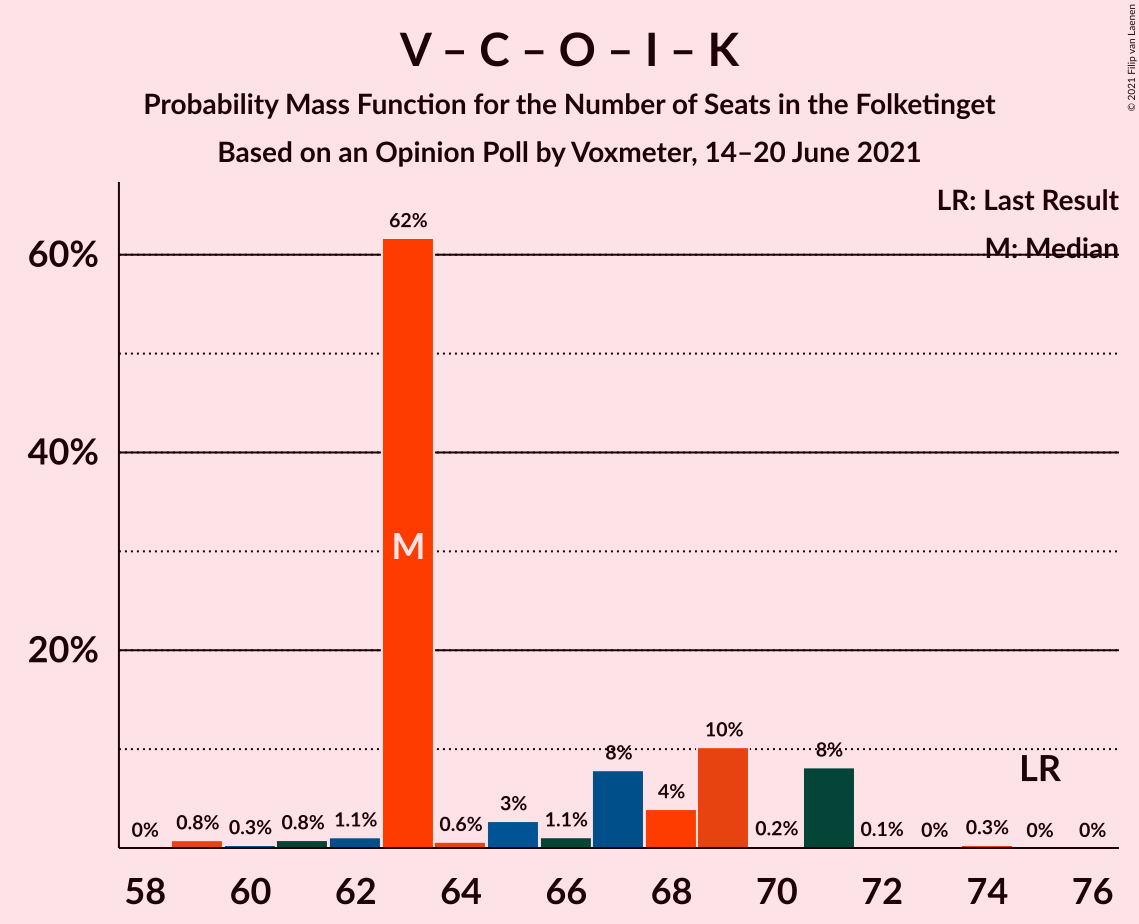 V – C – O – I – K
Probability Mass Function for the Number of Seats in the Folketinget
Based on an Opinion Poll by Voxmeter, 14–20 June 2021
© 2021 Filip van Laenen
LR: Last Result
M: Median
60%
40%
20%
62%
M
0%
0.8%
0.3%
0.8%
1.1%
0.6%
3%
1.1%
8%
4%
10%
0.2%
8%
0.1%
0%
0.3%
0%
0%
LR
58 60 62 64 66 68 70 72 74 76